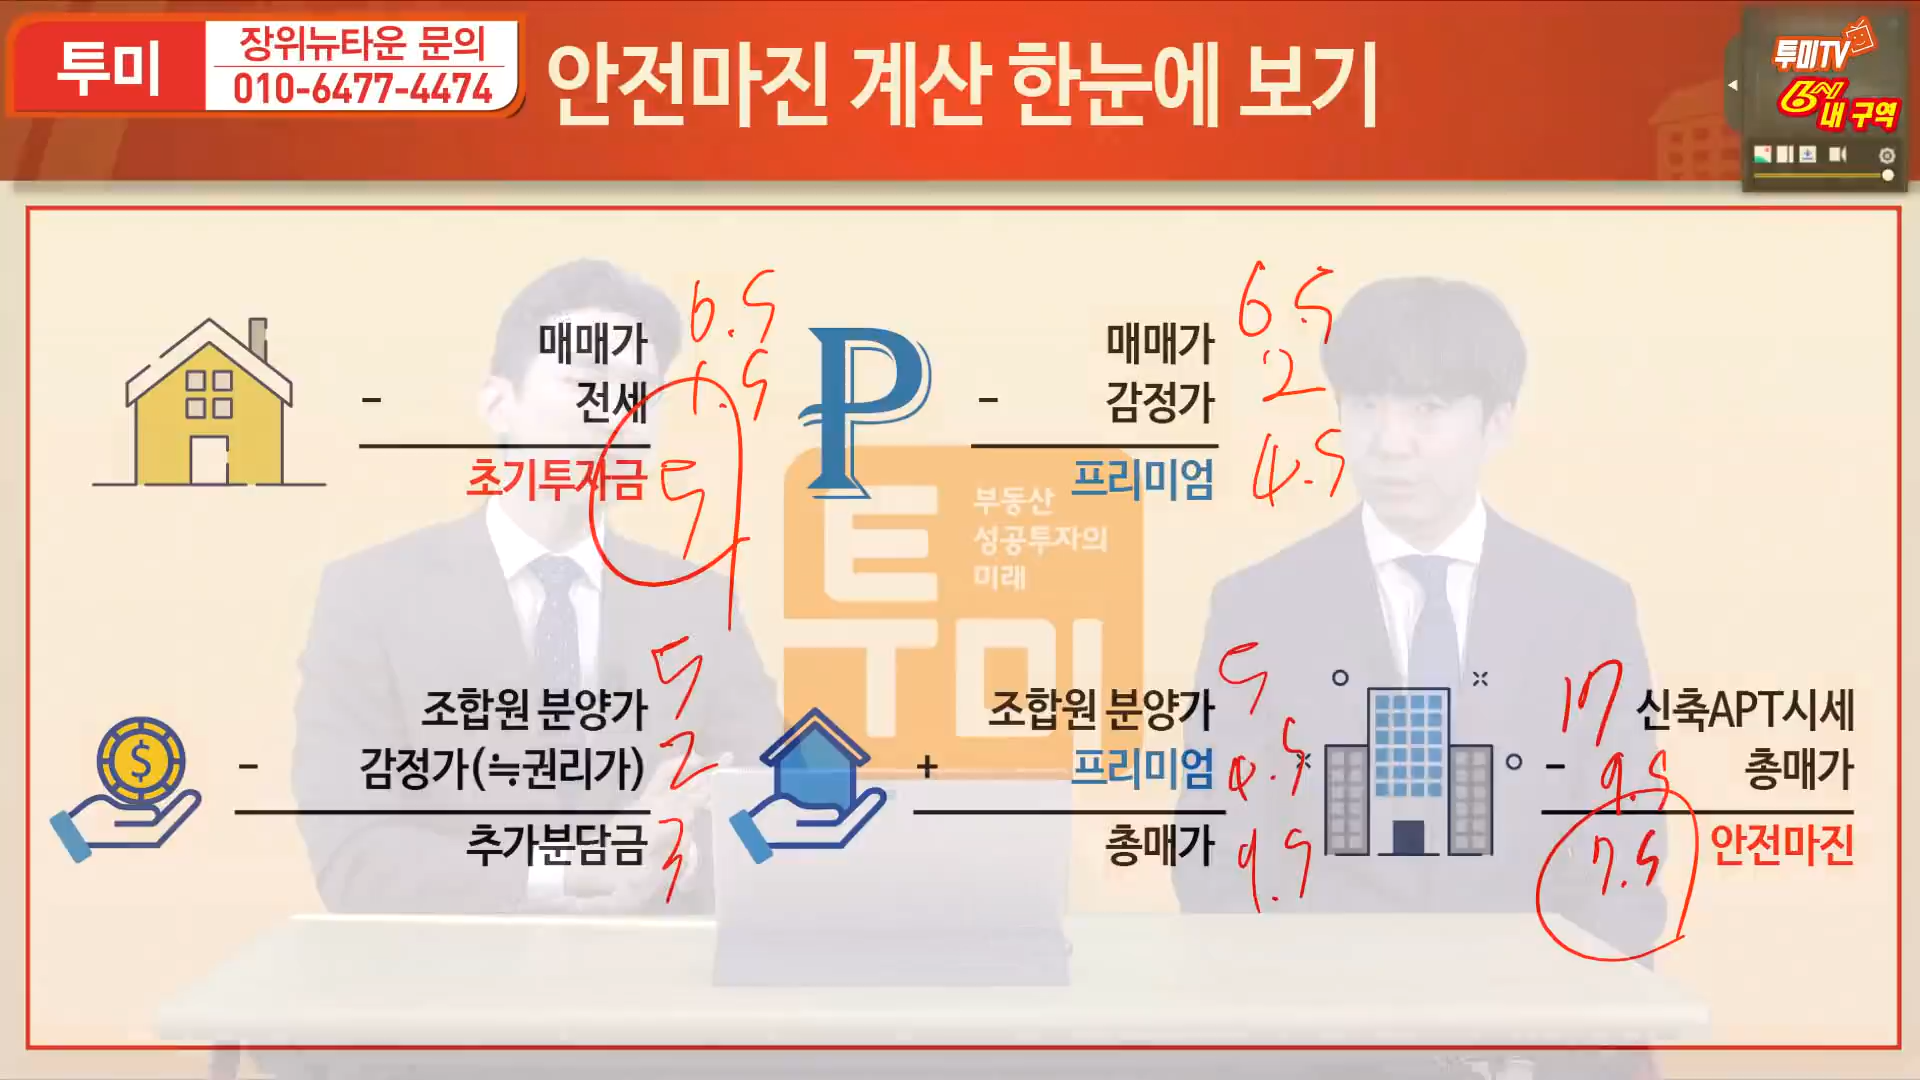 투미
장위뉴타운 문의
010-6477-4474
안전마진 계산 한눈에 보기
투미TV
6~내 구역
매매가 6.5
- 전세 1.5
초기투자금 5
P
매매가 6.5
- 감정가 2
프리미엄 4.5
부동산
성공투자의
미래
투미
조합원 분양가 5
- 감정가(≒권리가) 2
추가분담금 3
조합원 분양가 5
+ 프리미엄 4.5
총매가 9.5
17 신축APT시세
- 9.5 총매가
7.5 안전마진